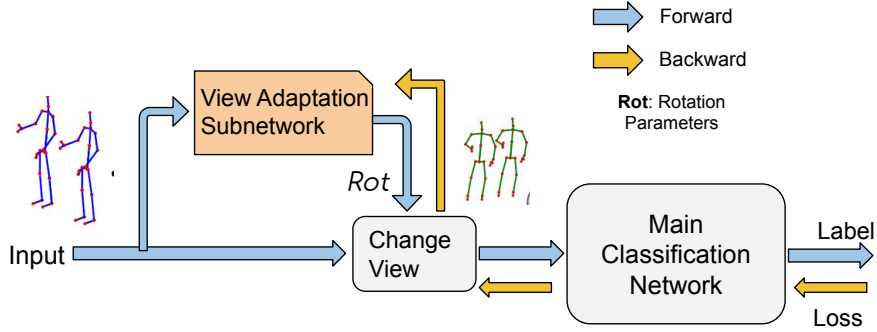 Forward
Backward
Rot: Rotation
Parameters
View Adaptation
Subnetwork
Rot
Input
Change
View
Main
Classification
Network
Label
Loss